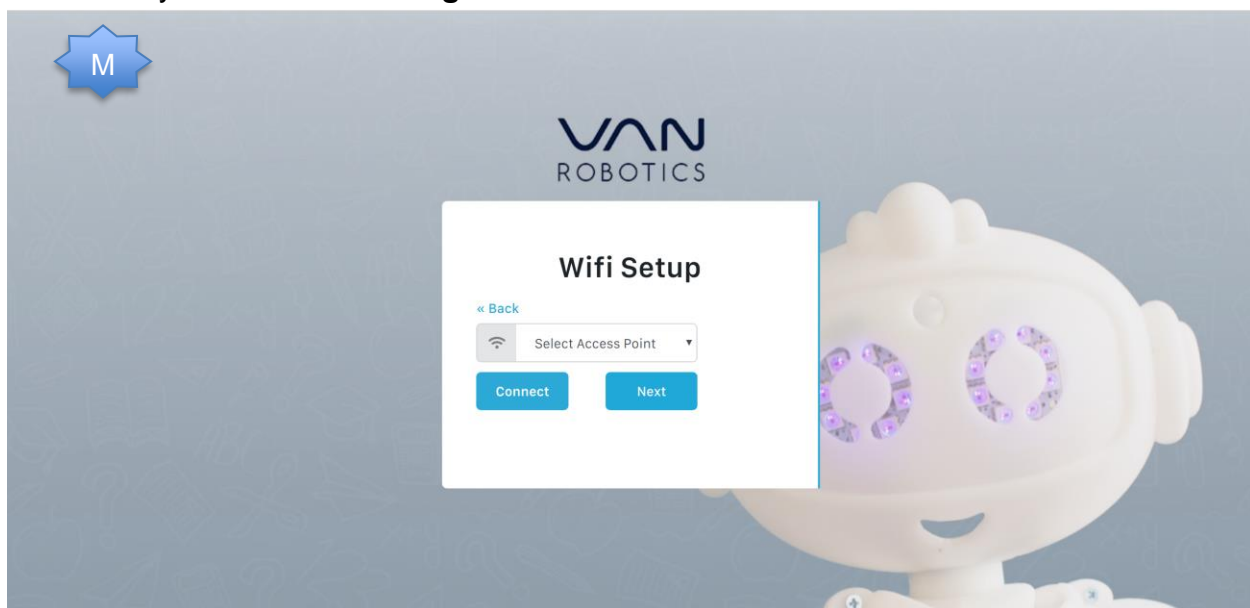 M
VAN
ROBOTICS
Wifi Setup
« Back
Select Access Point
Connect Next